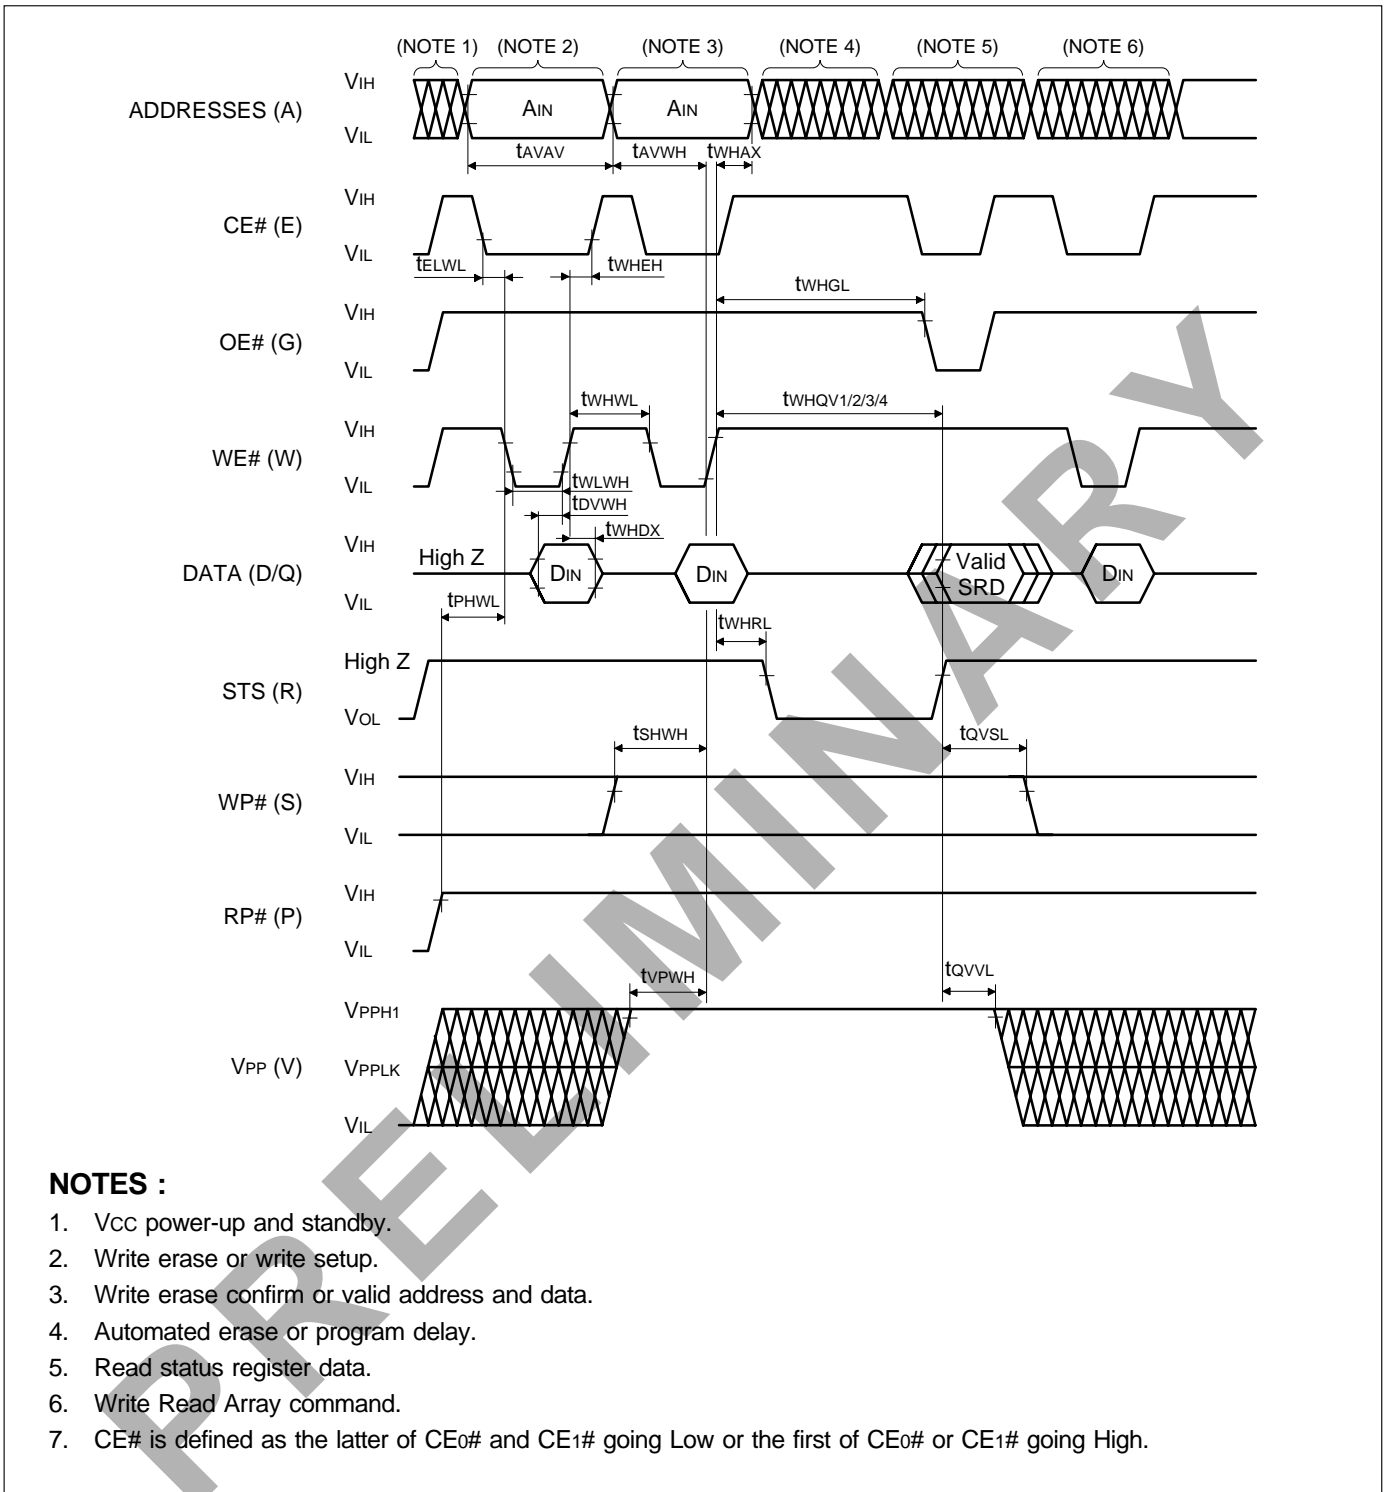 (NOTE 1) (NOTE 2) (NOTE 3) (NOTE 4) (NOTE 5) (NOTE 6)
ADDRESSES (A)
VIH
VIL
AIN
AIN
tAVAV
tAVWH
tWHAX
CE# (E)
VIH
VIL
tELWL
tWHEH
tWHGL
OE# (G)
VIH
VIL
tWHWL
tWHQV1/2/3/4
WE# (W)
VIH
VIL
tWLWH
tDVWH
tWHDX
DATA (D/Q)
VIH
VIL
High Z
DIN
DIN
Valid
SRD
DIN
tPHWL
tWHRL
STS (R)
High Z
VOL
tSHWH
tQVSL
WP# (S)
VIH
VIL
RP# (P)
VIH
VIL
tVPWH
tQVVL
VPP (V)
VPPH1
VPPLK
VIL
NOTES :
1. VCC power-up and standby.
2. Write erase or write setup.
3. Write erase confirm or valid address and data.
4. Automated erase or program delay.
5. Read status register data.
6. Write Read Array command.
7. CE# is defined as the latter of CE0# and CE1# going Low or the first of CE0# or CE1# going High.
PRELIMINARY